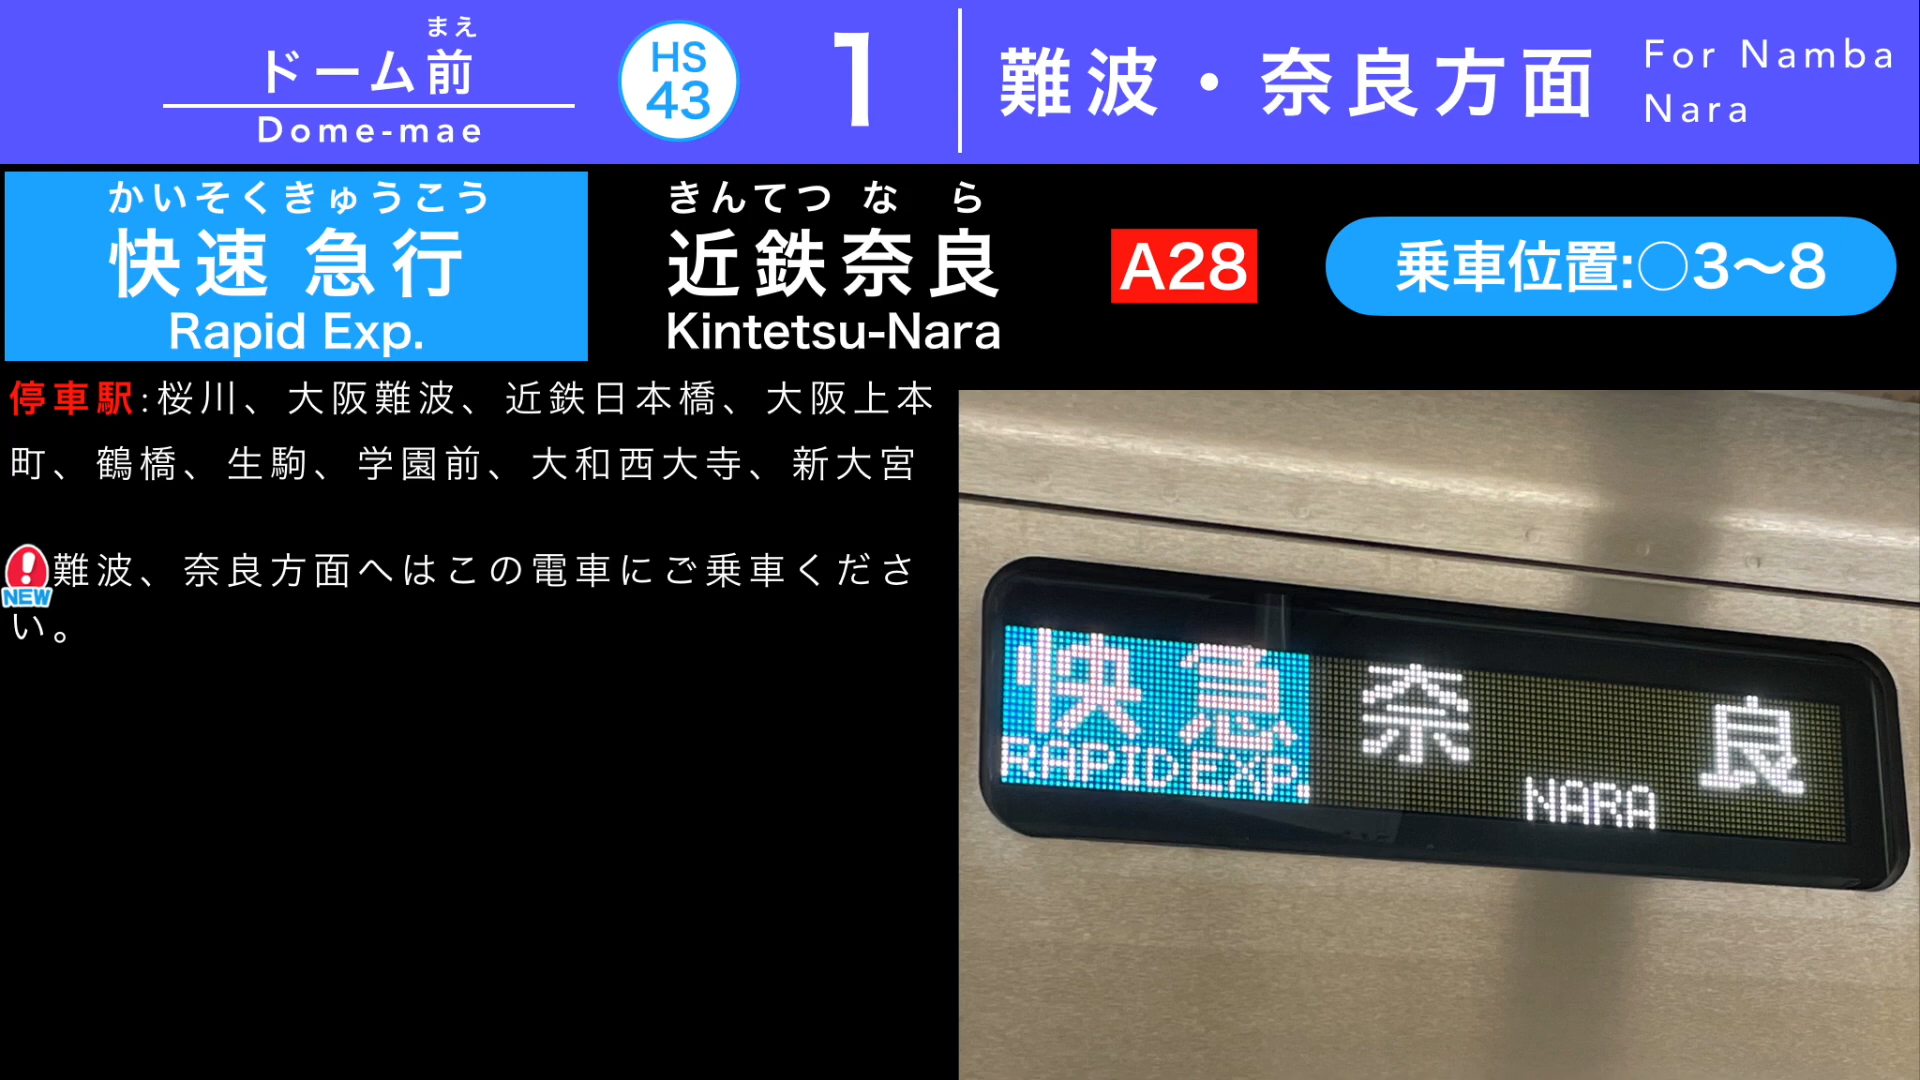 まえ
ドーム前
Dome-mae
HS
43
1
難波・奈良方面
For Namba
Nara
かいそくきゅうこう
快速 急行
Rapid Exp.
きんてつ な ら
近鉄奈良
Kintetsu-Nara
A28
乗車位置:○3〜8
停車駅:桜川、大阪難波、近鉄日本橋、大阪上本
町、鶴橋、生駒、学園前、大和西大寺、新大宮
! NEW
難波、奈良方面へはこの電車にご乗車くださ
い。
快急 奈良
RAPID EXP. NARA